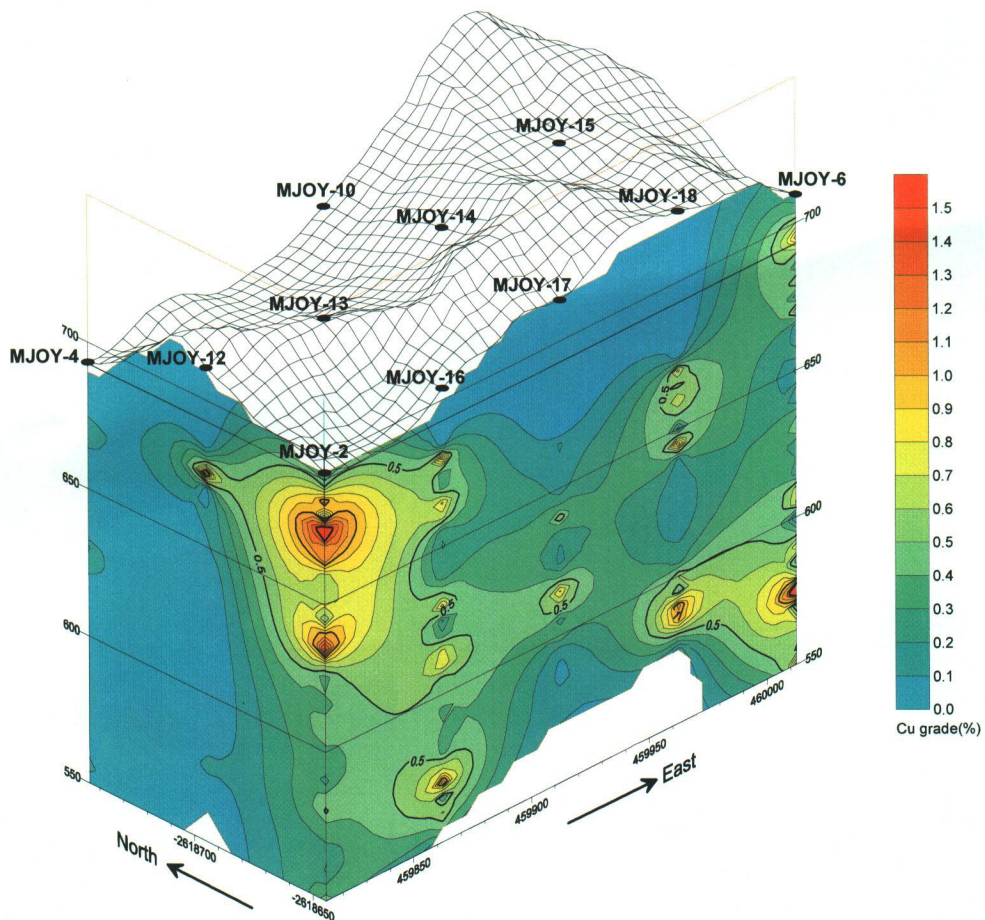 MJOY-15
MJOY-10
MJOY-6
MJOY-18
MJOY-14
700
MJOY-17
MJOY-13
700
MJOY-4
MJOY-12
MJOY-16
650
MJOY-2
0.5
0.5
650
600
0.5
0.5
0.5
600
0.5
0.5
550
550
460000
459950
East
459900
459850
North
-2618700
-2618650
1.5
1.4
1.3
1.2
1.1
1.0
0.9
0.8
0.7
0.6
0.5
0.4
0.3
0.2
0.1
0.0
Cu grade(%)